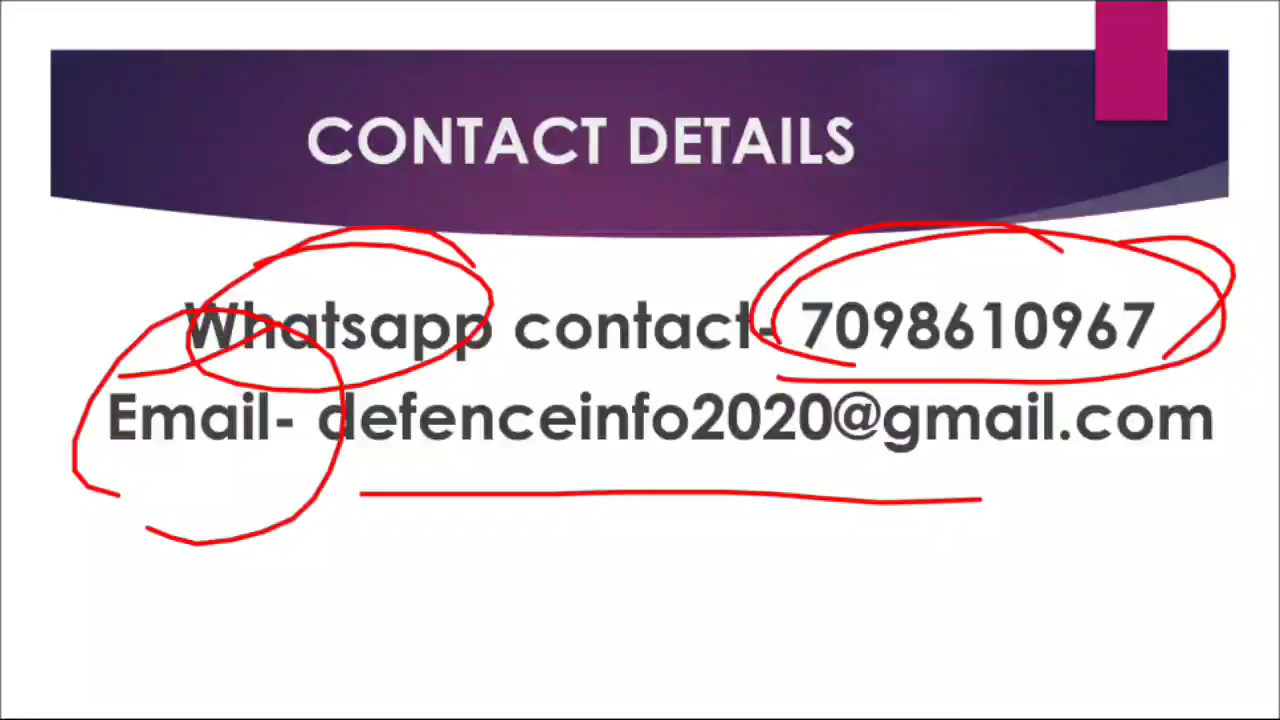 CONTACT DETAILS
Whatsapp contact- 7098610967
Email- defenceinfo2020@gmail.com